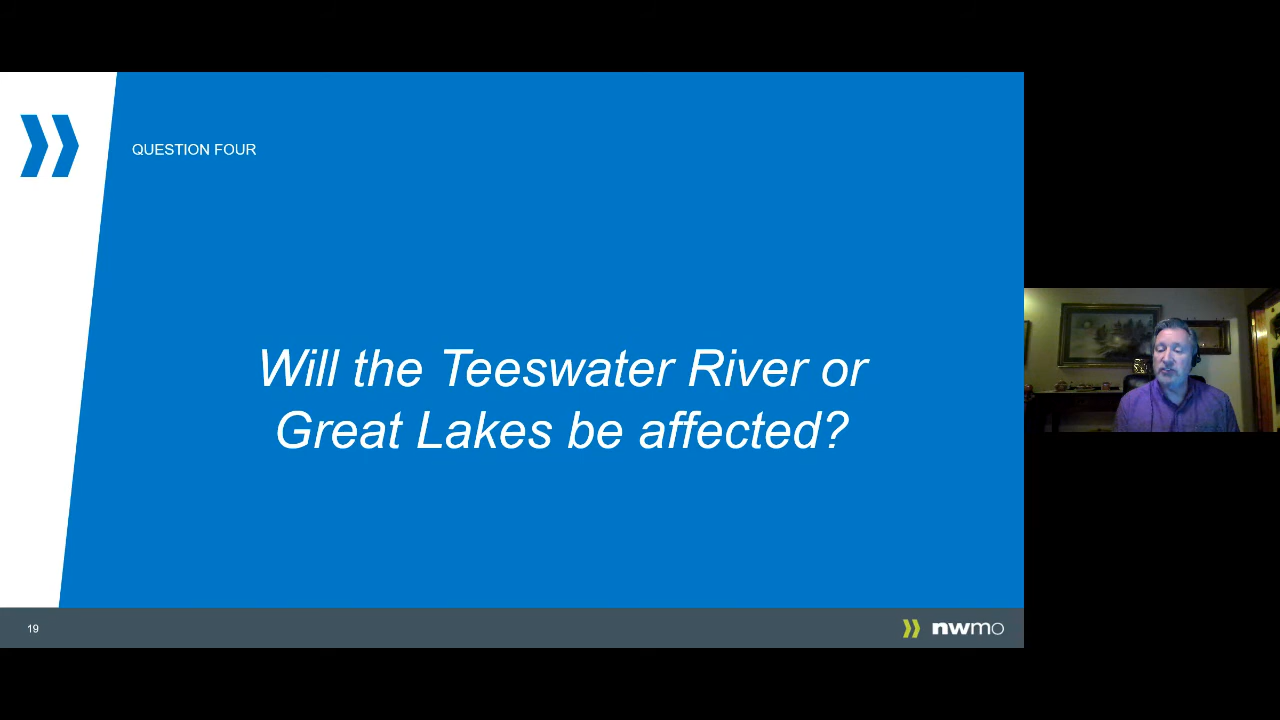 QUESTION FOUR
Will the Teeswater River or
Great Lakes be affected?
19
nwmo